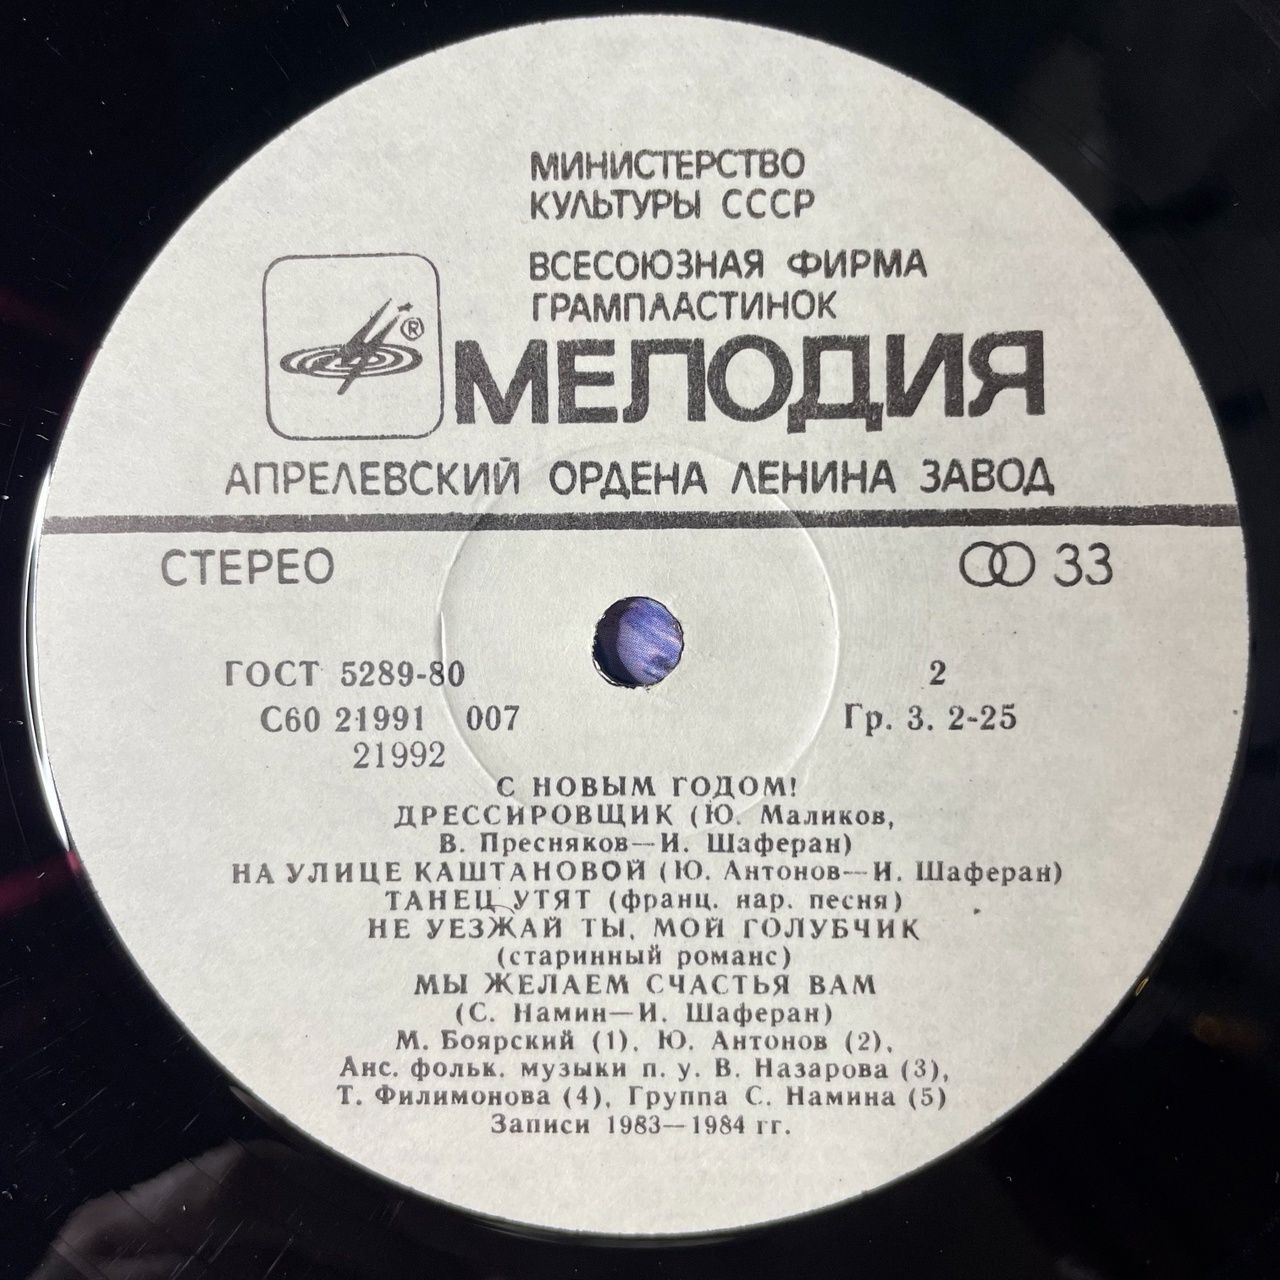 МИНИСТЕРСТВО
КУЛЬТУРЫ СССР
ВСЕСОЮЗНАЯ ФИРМА
ГРАМПЛАСТИНОК
®
МЕЛОДИЯ
АПРЕЛЕВСКИЙ ОРДЕНА ЛЕНИНА ЗАВОД
СТЕРЕО 33
ГОСТ 5289-80 2
С60 21991 007 Гр. 3. 2-25
21992
С НОВЫМ ГОДОМ!
ДРЕССИРОВЩИК (Ю. Маликов,
В. Пресняков—И. Шаферан)
НА УЛИЦЕ КАШТАНОВОЙ (Ю. Антонов—И. Шаферан)
ТАНЕЦ УТЯТ (франц. нар. песня)
НЕ УЕЗЖАЙ ТЫ, МОЙ ГОЛУБЧИК
(старинный романс)
МЫ ЖЕЛАЕМ СЧАСТЬЯ ВАМ
(С. Намин—И. Шаферан)
М. Боярский (1), Ю. Антонов (2),
Анс. фольк. музыки п. у. В. Назарова (3),
Т. Филимонова (4), Группа С. Намина (5)
Записи 1983—1984 гг.